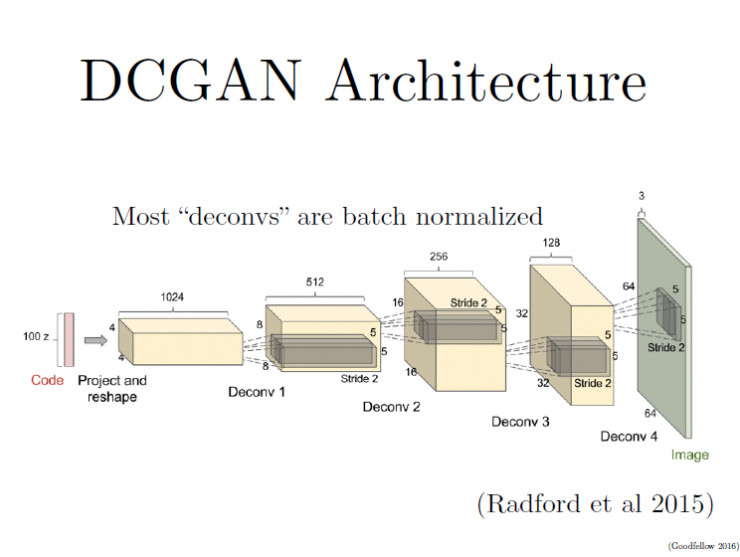 DCGAN Architecture
Most “deconvs” are batch normalized
3
128
256
512
1024
100 z
Code
4
4
Project and
reshape
8
8
5
5
Stride 2
Deconv 1
16
16
Stride 2
5
5
Deconv 2
32
32
5
5
Stride 2
Deconv 3
64
64
5
5
Stride 2
Deconv 4
Image
(Radford et al 2015)
(Goodfellow 2016)